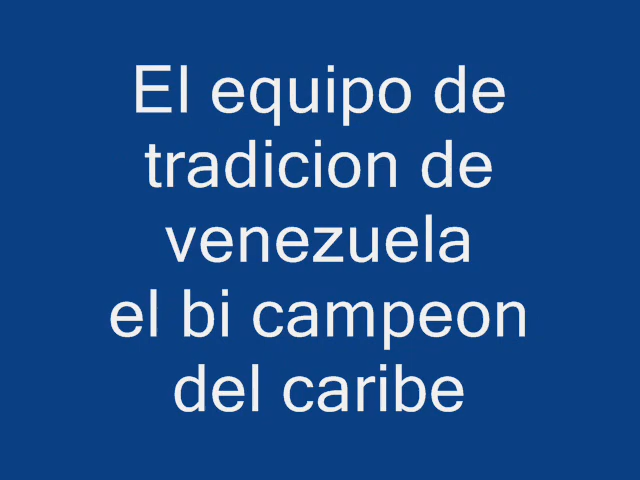 El equipo de
tradicion de
venezuela
el bi campeon
del caribe